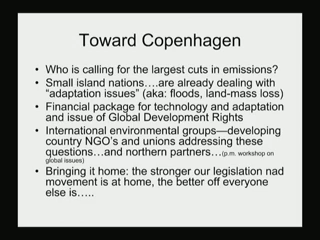 Toward Copenhagen
• Who is calling for the largest cuts in emissions?
• Small island nations….are already dealing with
"adaptation issues" (aka: floods, land-mass loss)
• Financial package for technology and adaptation
and issue of Global Development Rights
• International environmental groups—developing
country NGO's and unions addressing these
questions…and northern partners…(p.m. workshop on
global issues)
• Bringing it home: the stronger our legislation nad
movement is at home, the better off everyone
else is…..